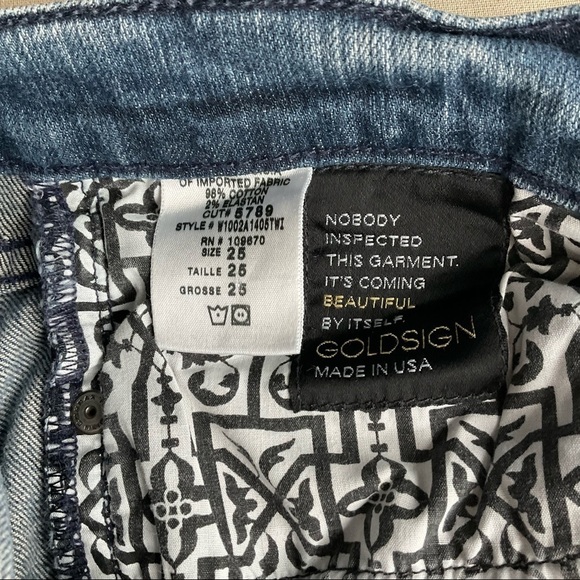 OF IMPORTED FABRIC
98% COTTON
2% ELASTAN
CUT# 5789
STYLE # W1002A1405TWI
RN # 109670
SIZE 25
TAILLE 25
GROSSE 25
NOBODY
INSPECTED
THIS GARMENT.
IT'S COMING
BEAUTIFUL
BY ITSELF
GOLDSIGN
MADE IN USA